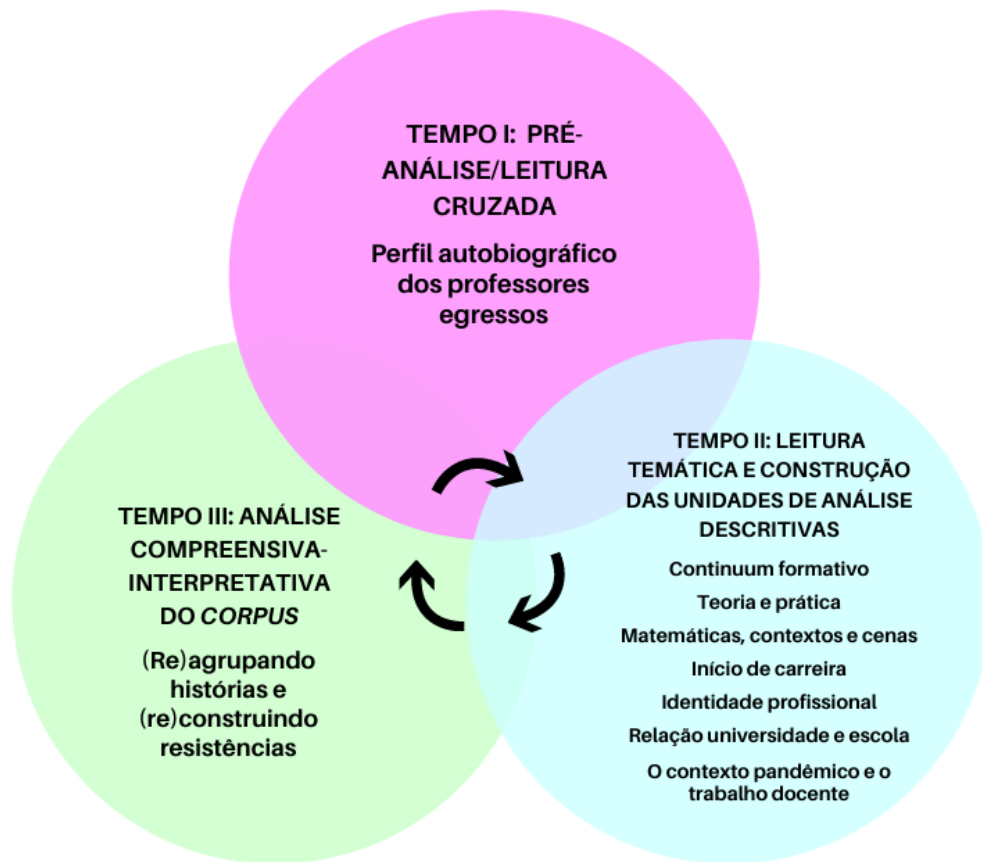 TEMPO I: PRÉ-
ANÁLISE/LEITURA
CRUZADA
Perfil autobiográfico
dos professores
egressos
TEMPO II: LEITURA
TEMÁTICA E CONSTRUÇÃO
DAS UNIDADES DE ANÁLISE
DESCRITIVAS
Continuum formativo
Teoria e prática
Matemáticas, contextos e cenas
Início de carreira
Identidade profissional
Relação universidade e escola
O contexto pandêmico e o
trabalho docente
TEMPO III: ANÁLISE
COMPREENSIVA-
INTERPRETATIVA
DO CORPUS
(Re)agrupando
histórias e
(re)construindo
resistências